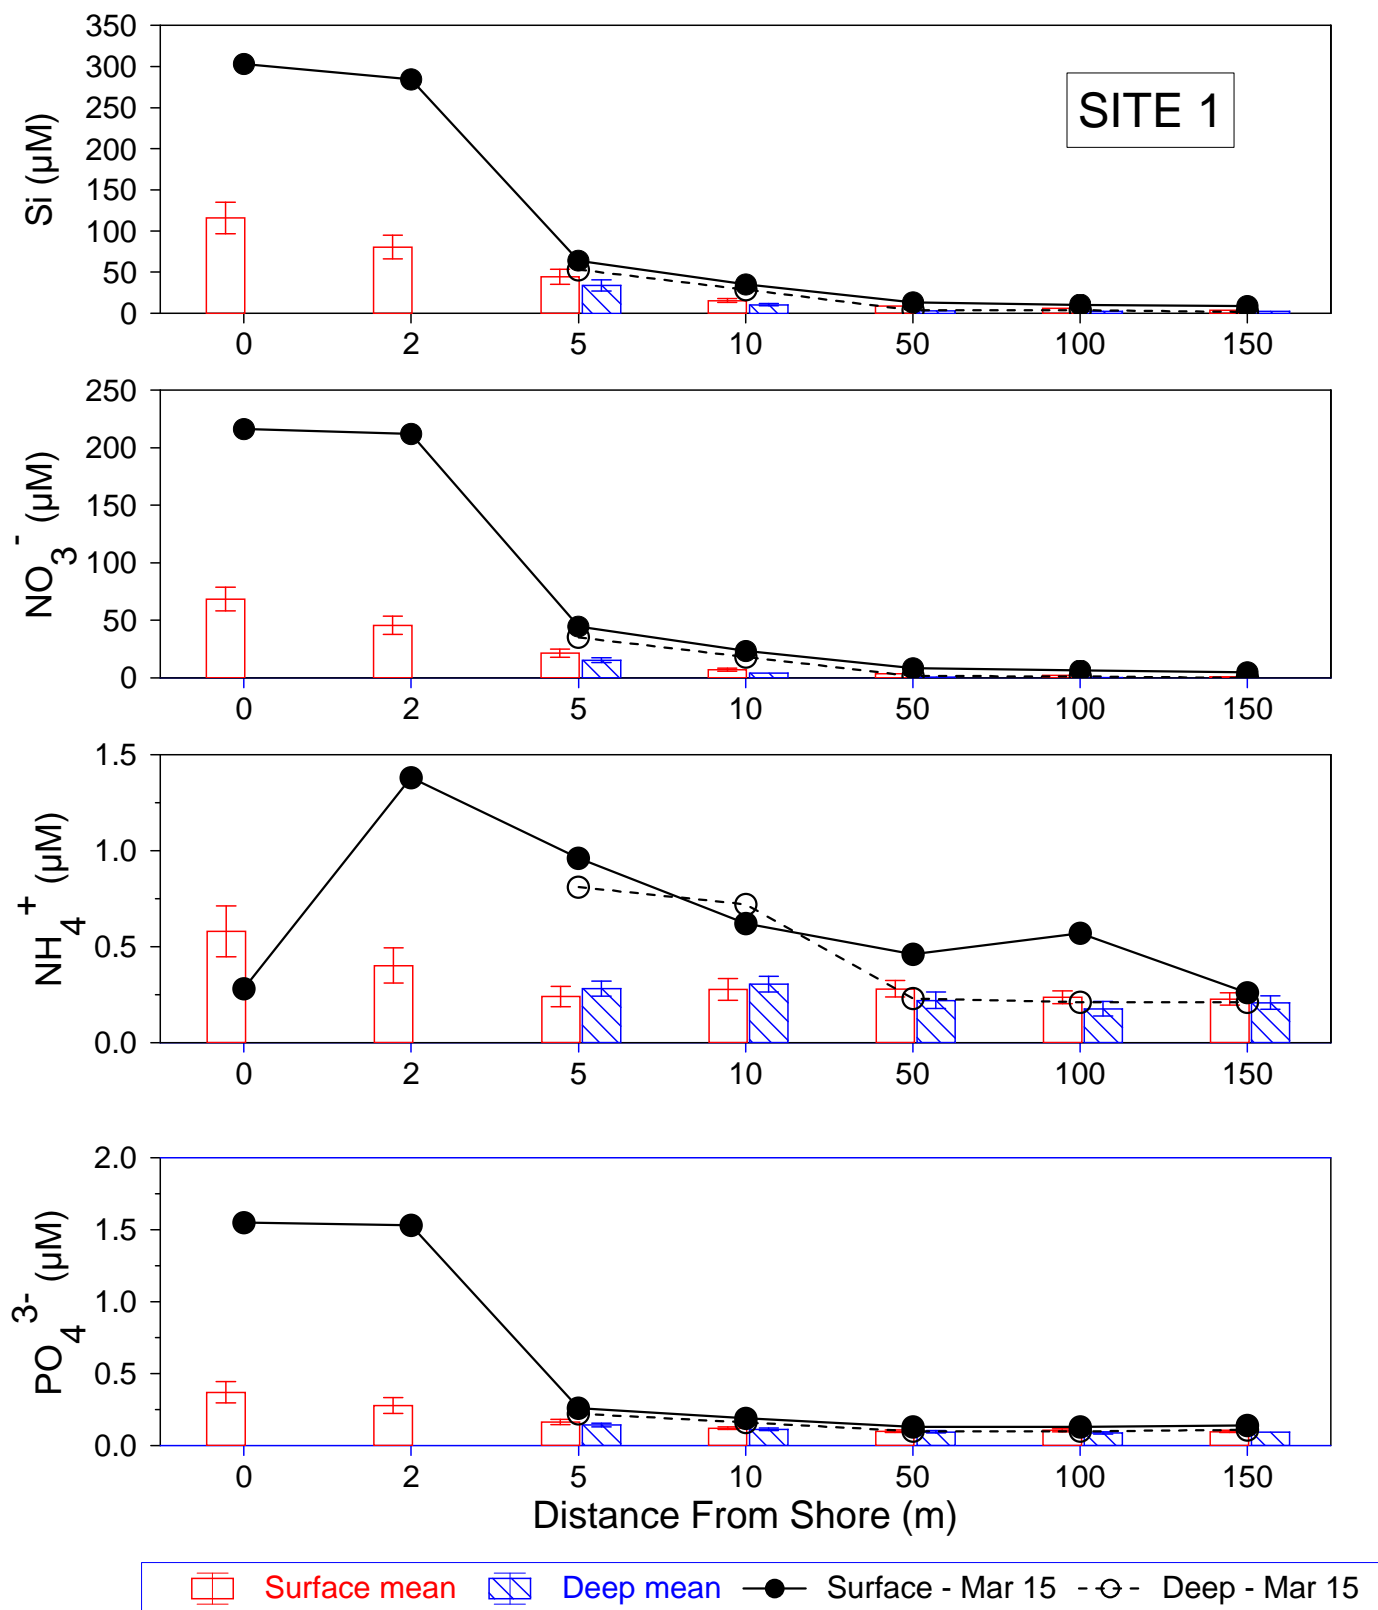 SITE 1
Si (µM)
350
300
250
200
150
100
50
0
0 2 5 10 50 100 150
NO3- (µM)
250
200
150
100
50
0
0 2 5 10 50 100 150
NH4+ (µM)
1.5
1.0
0.5
0.0
0 2 5 10 50 100 150
PO43- (µM)
2.0
1.5
1.0
0.5
0.0
0 2 5 10 50 100 150
Distance From Shore (m)
Surface mean Deep mean Surface - Mar 15 Deep - Mar 15